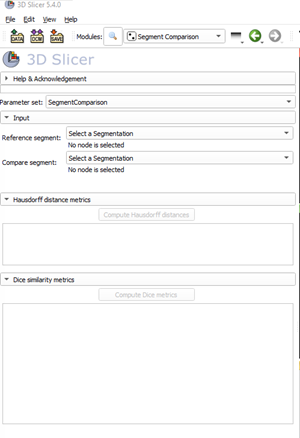 3D Slicer 5.4.0
File Edit View Help
DATA DCM SAVE Modules: Segment Comparison
3D Slicer
Help & Acknowledgement
Parameter set: SegmentComparison
Input
Reference segment: Select a Segmentation
No node is selected
Compare segment: Select a Segmentation
No node is selected
Hausdorff distance metrics
Compute Hausdorff distances
Dice similarity metrics
Compute Dice metrics